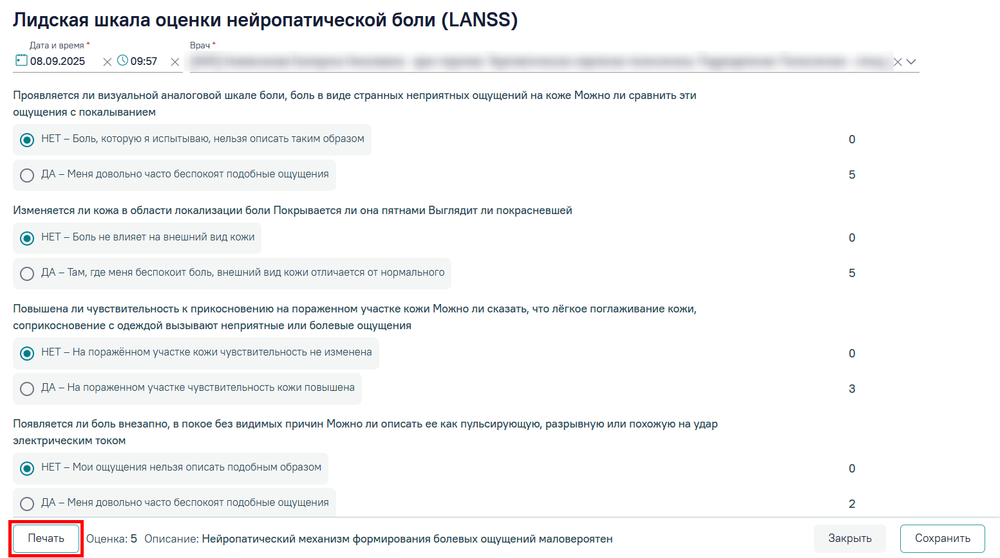 Лидская шкала оценки нейропатической боли (LANSS)
Дата и время *
Врач *
08.09.2025
09:57
Проявляется ли визуальной аналоговой шкале боли, боль в виде странных неприятных ощущений на коже Можно ли сравнить эти
ощущения с покалыванием
НЕТ – Боль, которую я испытываю, нельзя описать таким образом
0
ДА – Меня довольно часто беспокоят подобные ощущения
5
Изменяется ли кожа в области локализации боли Покрывается ли она пятнами Выглядит ли покрасневшей
НЕТ – Боль не влияет на внешний вид кожи
0
ДА – Там, где меня беспокоит боль, внешний вид кожи отличается от нормального
5
Повышена ли чувствительность к прикосновению на пораженном участке кожи Можно ли сказать, что лёгкое поглаживание кожи,
соприкосновение с одеждой вызывают неприятные или болевые ощущения
НЕТ – На поражённом участке кожи чувствительность не изменена
0
ДА – На пораженном участке чувствительность кожи повышена
3
Появляется ли боль внезапно, в покое без видимых причин Можно ли описать ее как пульсирующую, разрывную или похожую на удар
электрическим током
НЕТ – Мои ощущения нельзя описать подобным образом
0
ДА – Меня довольно часто беспокоят подобные ощущения
2
Печать
Оценка: 5 Описание: Нейропатический механизм формирования болевых ощущений маловероятен
Закрыть
Сохранить